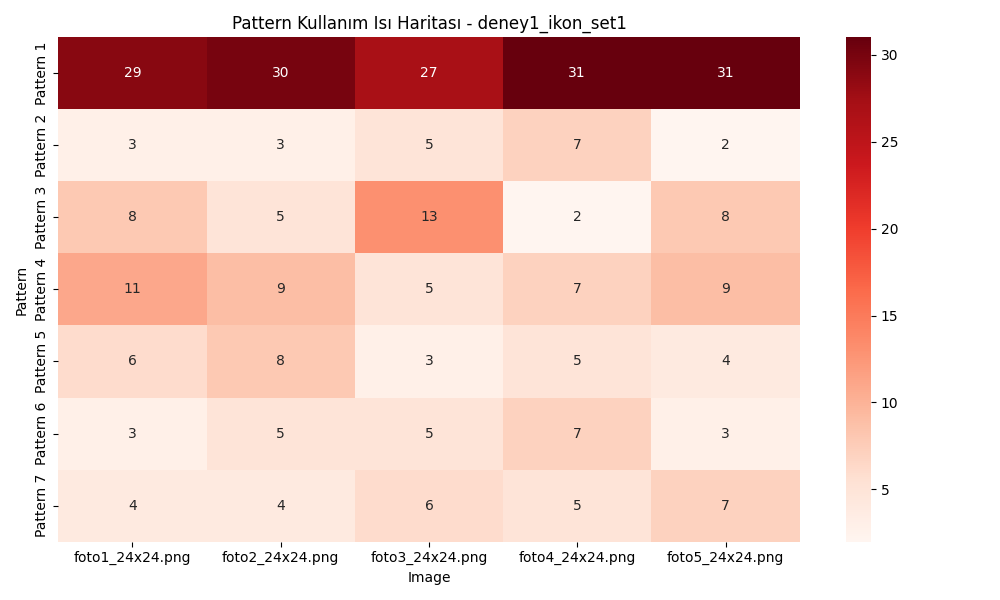 Pattern Kullanım Isı Haritası - deney1_ikon_set1
Pattern
Pattern 1 29 30 27 31 31
Pattern 2 3 3 5 7 2
Pattern 3 8 5 13 2 8
Pattern 4 11 9 5 7 9
Pattern 5 6 8 3 5 4
Pattern 6 3 5 5 7 3
Pattern 7 4 4 6 5 7
foto1_24x24.png foto2_24x24.png foto3_24x24.png foto4_24x24.png foto5_24x24.png
Image
30
25
20
15
10
5